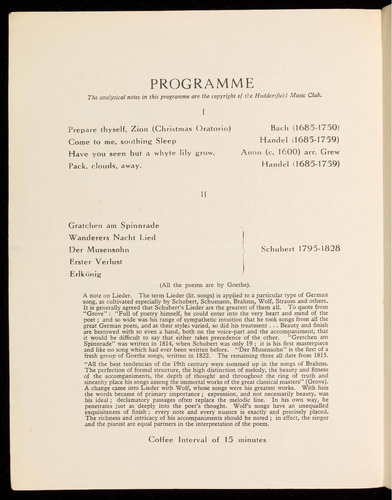 PROGRAMME
The analytical notes in this programme are the copyright of the Huddersfield Music Club.
I
Prepare thyself, Zion (Christmas Oratorio) Bach (1685-1750)
Come to me, soothing Sleep Handel (1685-1759)
Have you seen but a whyte lily grow. Anon (c. 1600) arr. Grew
Pack, clouds, away. Handel (1685-1759)
II
Gratchen am Spinnrade
Wanderers Nacht Lied
Der Musensohn Schubert 1795-1828
Erster Verlust
Erlkönig
(All the poems are by Goethe).
A note on Lieder. The term Lieder (lit. songs) is applied to a particular type of German
song, as cultivated especially by Schubert, Schumann, Brahms, Wolf, Strauss and others.
It is generally agreed that Schubert's Lieder are the greatest of them all. To quote from
"Grove": "Full of poetry himself, he could enter into the very heart and mind of the
poet; and so wide was his range of sympathetic intuition that he took songs from all the
great German poets, and as their styles varied, so did his treatment . . . Beauty and finish
are bestowed with so even a hand, both on the voice-part and the accompaniment, that
it would be difficult to say that either takes precedence of the other. "Gretchen am
Spinnrade" was written in 1814, when Schubert was only 19; it is his first masterpiece
and like no song which had ever been written before. "Der Musensohn" is the first of a
fresh group of Goethe songs, written in 1822. The remaining three all date from 1815.
"All the best tendencies of the 19th century were summed up in the songs of Brahms.
The perfection of formal structure, the high distinction of melody, the beauty and fitness
of the accompaniments, the depth of thought and throughout the ring of truth and
sincerity place his songs among the immortal works of the great classical masters" (Grove).
A change came into Lieder with Wolf, whose songs were his greatest works. With him
the words became of primary importance; expression, and not necessarily beauty, was
his ideal; declamatory passages often replace the melodic line. In his own way, he
penetrates just as deeply into the poet's thought. Wolf's songs have an unequalled
exquisiteness of finish; every note and every nuance is exactly and precisely placed.
The richness and intricacy of his accompaniments should be noted; in effect, the singer
and the pianist are equal partners in the interpretation of the poem.
Coffee Interval of 15 minutes